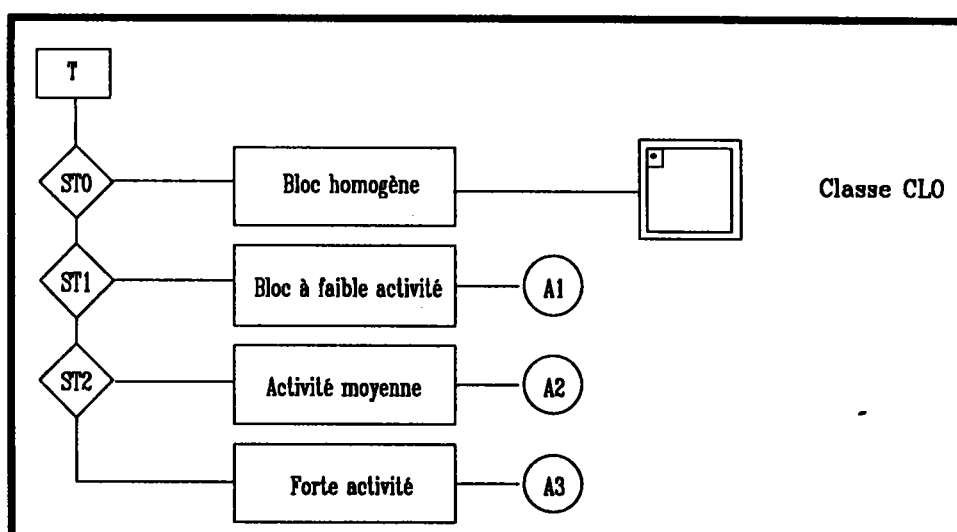 T
ST0
Bloc homogène
Classe CL0
ST1
Bloc à faible activité
A1
ST2
Activité moyenne
A2
Forte activité
A3